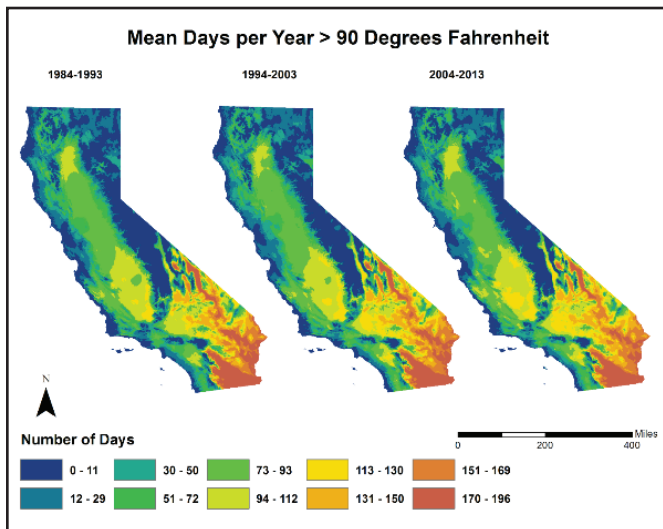 Mean Days per Year > 90 Degrees Fahrenheit
1984-1993 1994-2003 2004-2013
N
Miles
0 200 400
Number of Days
0 - 11 30 - 50 73 - 93 113 - 130 151 - 169
12 - 29 51 - 72 94 - 112 131 - 150 170 - 196